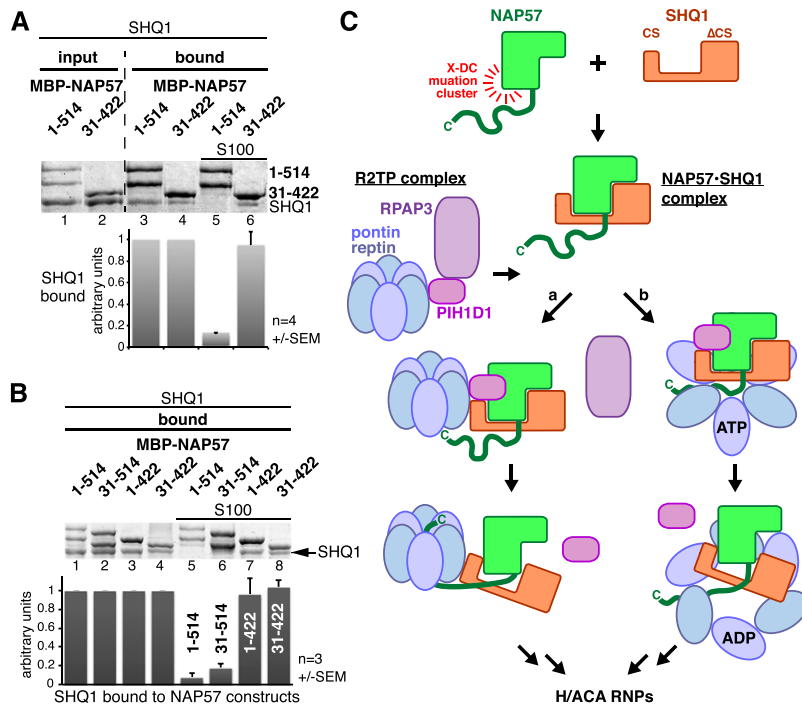 A
SHQ1
input bound
MBP-NAP57 MBP-NAP57
1-514 31-422 1-514 31-422 1-514 31-422
S100
1-514
31-422
SHQ1
1 2 3 4 5 6
SHQ1 bound
arbitrary units
1
0.8
0.6
0.4
0.2
0
n=4
+/-SEM
B
SHQ1
bound
MBP-NAP57
1-514 31-514 1-422 31-422 1-514 31-514 1-422 31-422
S100
SHQ1
1 2 3 4 5 6 7 8
arbitrary units
1
0.8
0.6
0.4
0.2
0
1-514 31-514 1-422 31-422
n=3
+/-SEM
SHQ1 bound to NAP57 constructs
C
NAP57
SHQ1
CS ΔCS
X-DC
muation
cluster
C
+
R2TP complex
RPAP3
pontin
reptin
PIH1D1
NAP57•SHQ1
complex
C
a b
C
C
ATP
C
C
ADP
H/ACA RNPs